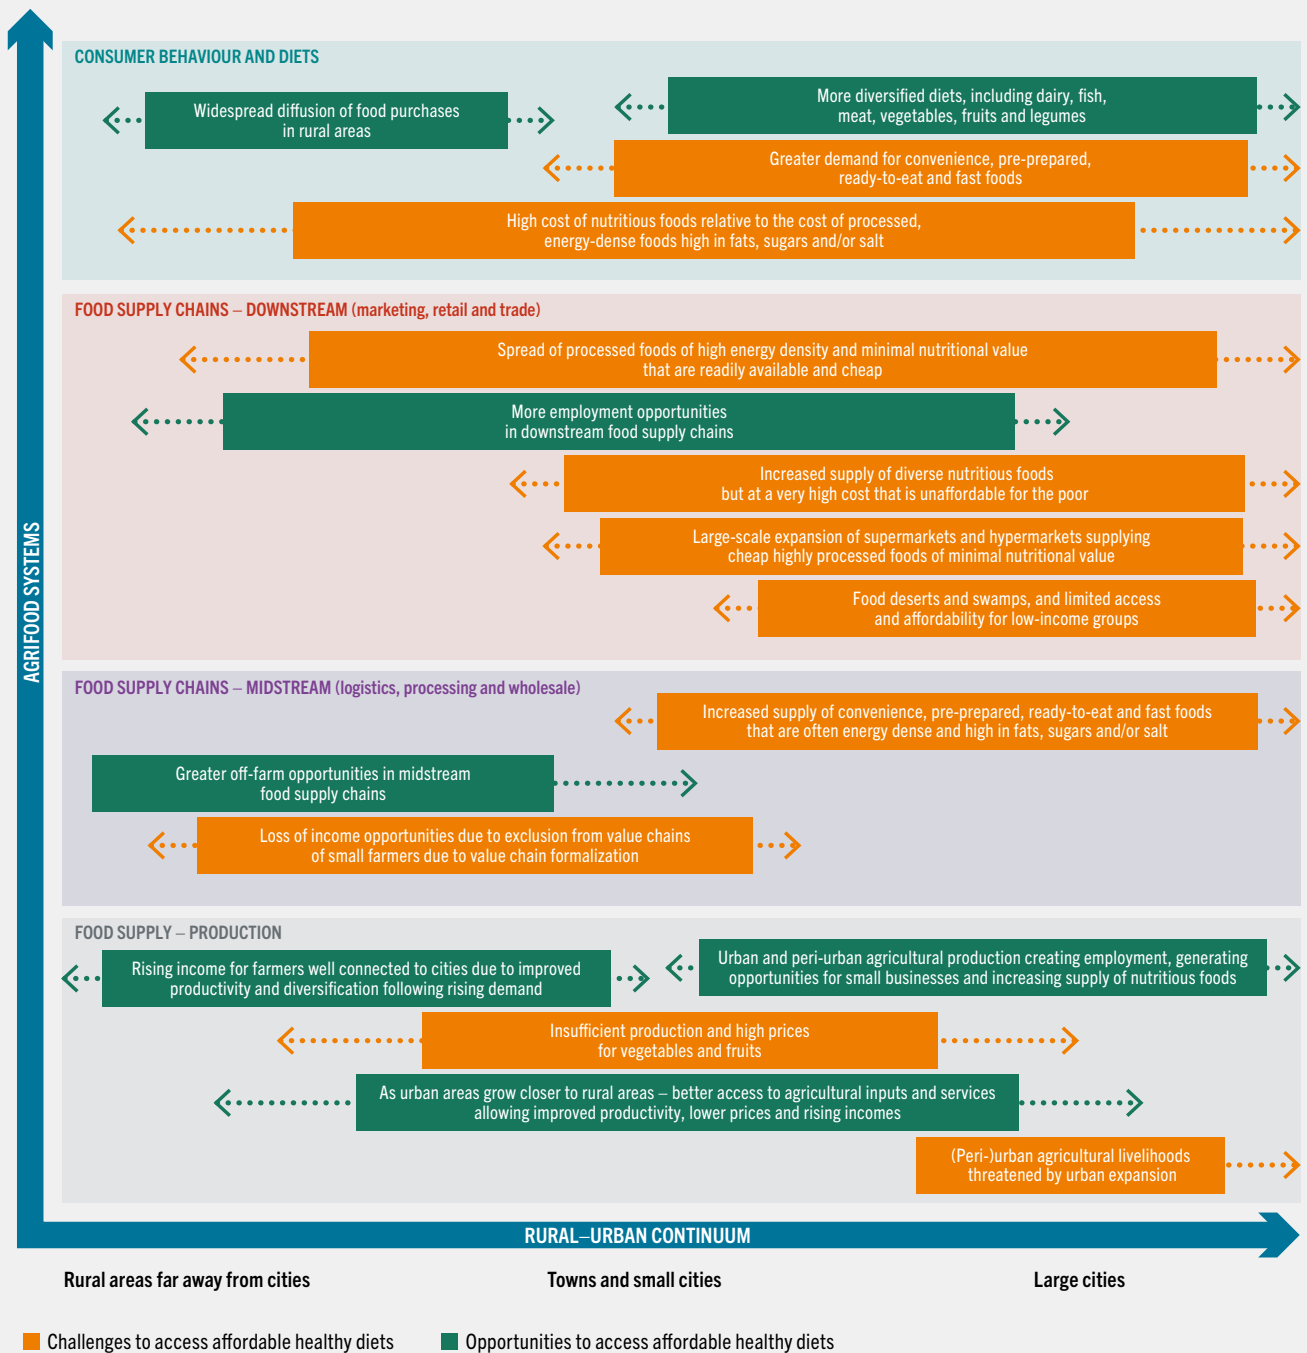 CONSUMER BEHAVIOUR AND DIETS
Widespread diffusion of food purchases
in rural areas
More diversified diets, including dairy, fish,
meat, vegetables, fruits and legumes
Greater demand for convenience, pre-prepared,
ready-to-eat and fast foods
High cost of nutritious foods relative to the cost of processed,
energy-dense foods high in fats, sugars and/or salt
FOOD SUPPLY CHAINS – DOWNSTREAM (marketing, retail and trade)
Spread of processed foods of high energy density and minimal nutritional value
that are readily available and cheap
More employment opportunities
in downstream food supply chains
Increased supply of diverse nutritious foods
but at a very high cost that is unaffordable for the poor
Large-scale expansion of supermarkets and hypermarkets supplying
cheap highly processed foods of minimal nutritional value
Food deserts and swamps, and limited access
and affordability for low-income groups
AGRIFOOD SYSTEMS
FOOD SUPPLY CHAINS – MIDSTREAM (logistics, processing and wholesale)
Increased supply of convenience, pre-prepared, ready-to-eat and fast foods
that are often energy dense and high in fats, sugars and/or salt
Greater off-farm opportunities in midstream
food supply chains
Loss of income opportunities due to exclusion from value chains
of small farmers due to value chain formalization
FOOD SUPPLY – PRODUCTION
Rising income for farmers well connected to cities due to improved
productivity and diversification following rising demand
Urban and peri-urban agricultural production creating employment, generating
opportunities for small businesses and increasing supply of nutritious foods
Insufficient production and high prices
for vegetables and fruits
As urban areas grow closer to rural areas – better access to agricultural inputs and services
allowing improved productivity, lower prices and rising incomes
(Peri-)urban agricultural livelihoods
threatened by urban expansion
RURAL–URBAN CONTINUUM
Rural areas far away from cities
Towns and small cities
Large cities
Challenges to access affordable healthy diets
Opportunities to access affordable healthy diets